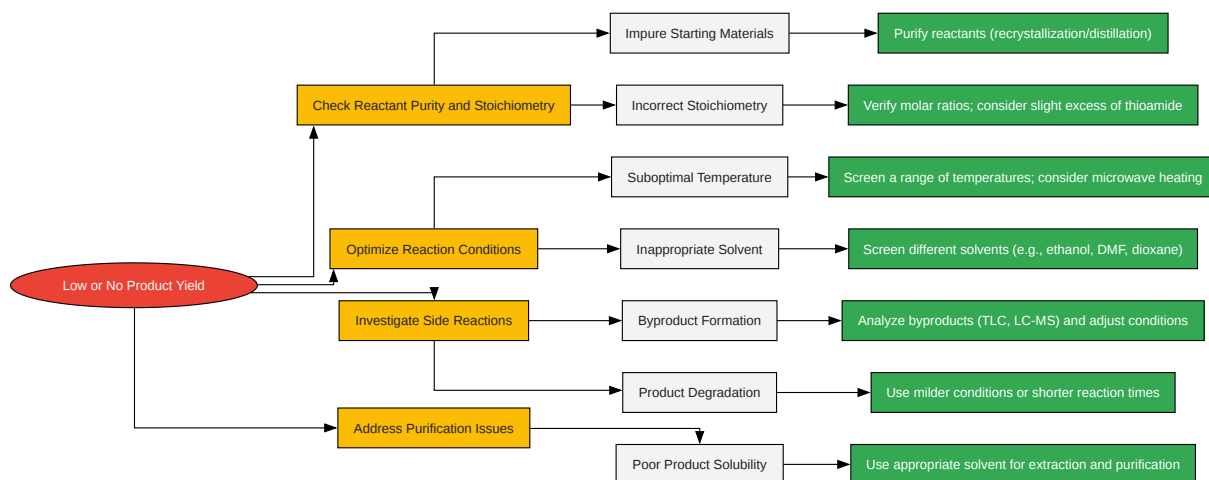 Impure Starting Materials
Purify reactants (recrystallization/distillation)
Check Reactant Purity and Stoichiometry
Incorrect Stoichiometry
Verify molar ratios; consider slight excess of thioamide
Suboptimal Temperature
Screen a range of temperatures; consider microwave heating
Optimize Reaction Conditions
Inappropriate Solvent
Screen different solvents (e.g., ethanol, DMF, dioxane)
Low or No Product Yield
Investigate Side Reactions
Byproduct Formation
Analyze byproducts (TLC, LC-MS) and adjust conditions
Product Degradation
Use milder conditions or shorter reaction times
Address Purification Issues
Poor Product Solubility
Use appropriate solvent for extraction and purification